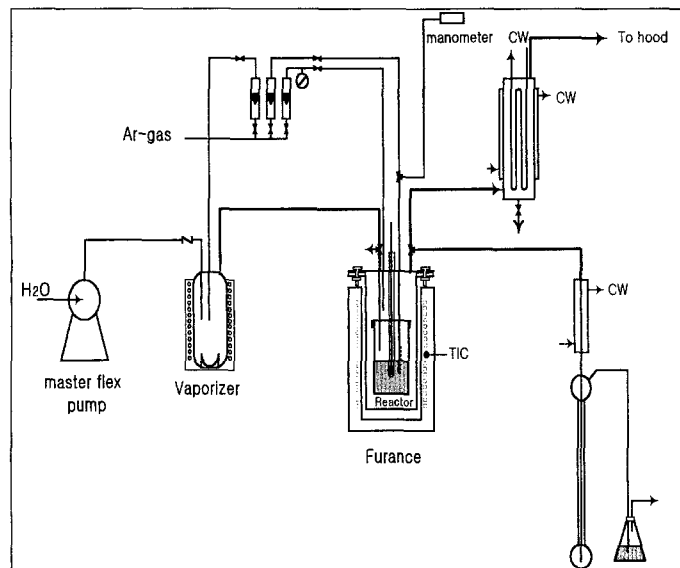 manometer
CW
To hood
CW
Ar-gas
H2O
CW
TIC
master flex
pump
Vaporizer
Reactor
Furance